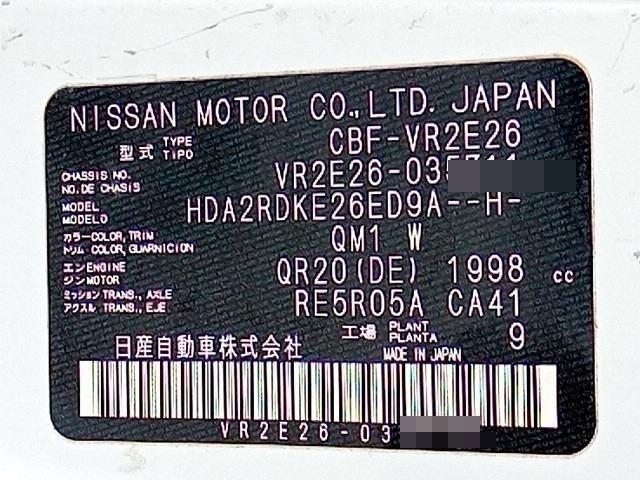 NISSAN MOTOR CO.,LTD. JAPAN
型式 TYPE TIPO CBF-VR2E26
CHASSIS NO. NO. DE CHASIS VR2E26-035
MODEL MODELO HDA2RDKE26ED9A--H-
カラー COLOR, TRIM トリム COLOR, GUARNICION QM1 W
エンジン ENGINE MOTOR QR20(DE) 1998 cc
ミッション アクスル TRANS., AXLE TRANS., EJE RE5R05A CA41
工場 PLANT PLANTA 9
日産自動車株式会社 MADE IN JAPAN
VR2E26-03